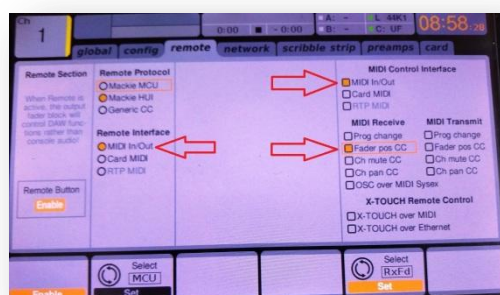 Ch
1
0:00 - 0:00
A: -
B: -
L 44K1
C: UF
08:58:28
global config remote network scribble strip preamps card
Remote Section
When Remote is
active, the output
fader block will
control DAW func-
tions rather than
console audio!
Remote Button
Enable
Remote Protocol
Mackie MCU
Mackie HUI
Generic CC
Remote Interface
MIDI In/Out
Card MIDI
RTP MIDI
MIDI Control Interface
MIDI In/Out
Card MIDI
RTP MIDI
MIDI Receive
Prog change
Fader pos CC
Ch mute CC
Ch pan CC
OSC over MIDI Sysex
MIDI Transmit
Prog change
Fader pos CC
Ch mute CC
Ch pan CC
X-TOUCH Remote Control
X-TOUCH over MIDI
X-TOUCH over Ethernet
Enable
Select
MCU
Set
Select
RxFd
Set